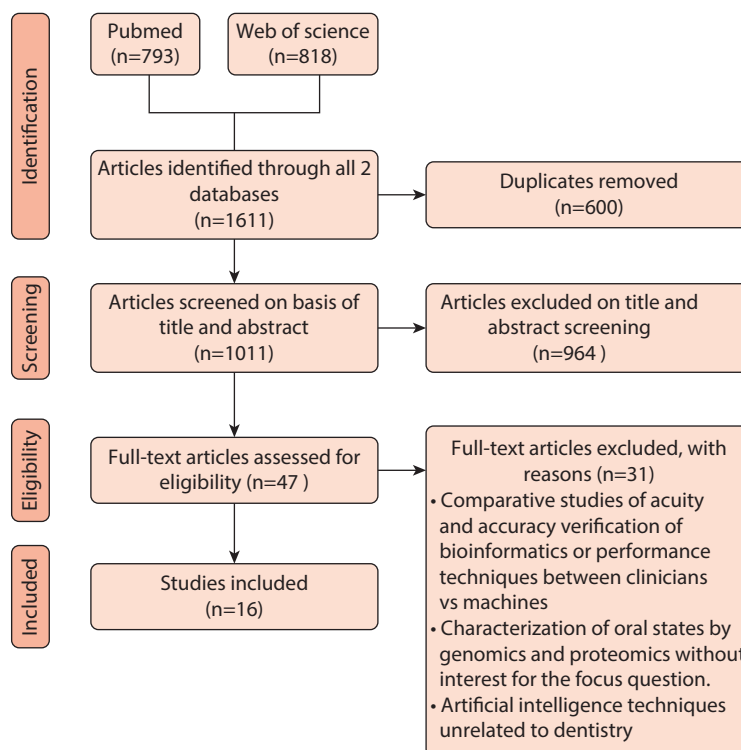 Identification
Pubmed
(n=793)
Web of science
(n=818)
Articles identified through all 2
databases
(n=1611)
Duplicates removed
(n=600)
Screening
Articles screened on basis of
title and abstract
(n=1011)
Articles excluded on title and
abstract screening
(n=964 )
Eligibility
Full-text articles assessed for
eligibility (n=47 )
Full-text articles excluded, with
reasons (n=31)
• Comparative studies of acuity
and accuracy verification of
bioinformatics or performance
techniques between clinicians
vs machines
• Characterization of oral states by
genomics and proteomics without
interest for the focus question.
• Artificial intelligence techniques
unrelated to dentistry
Included
Studies included
(n=16)